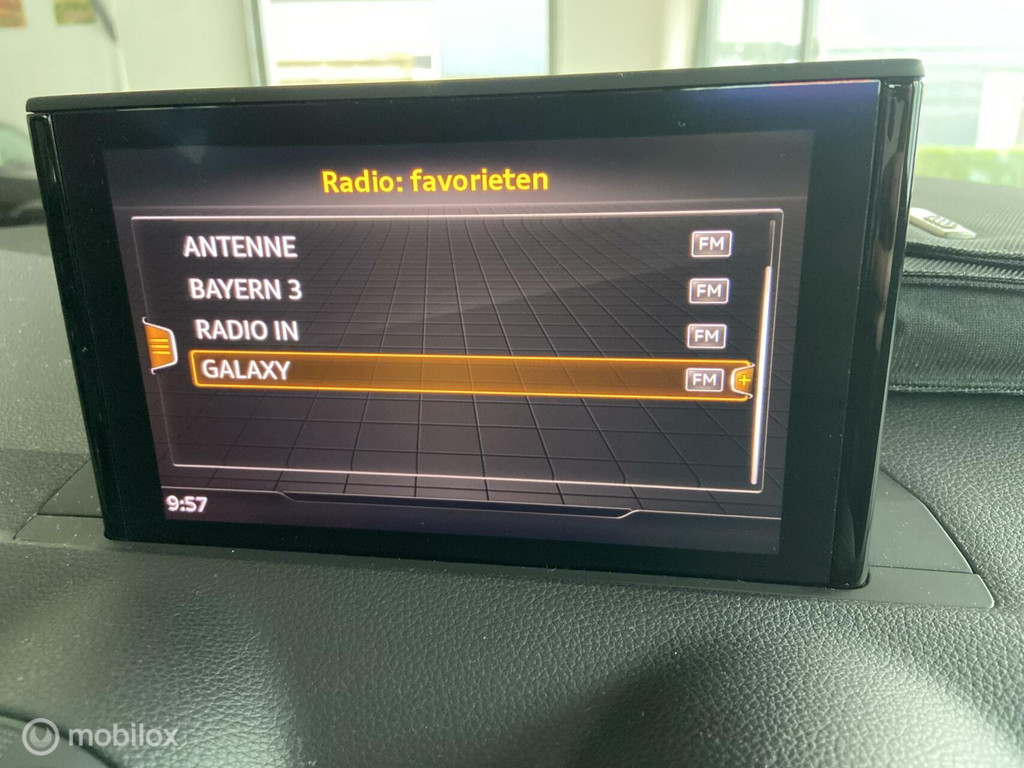 Radio: favorieten
ANTENNE FM
BAYERN 3 FM
RADIO IN FM
GALAXY FM +
9:57
mobilox